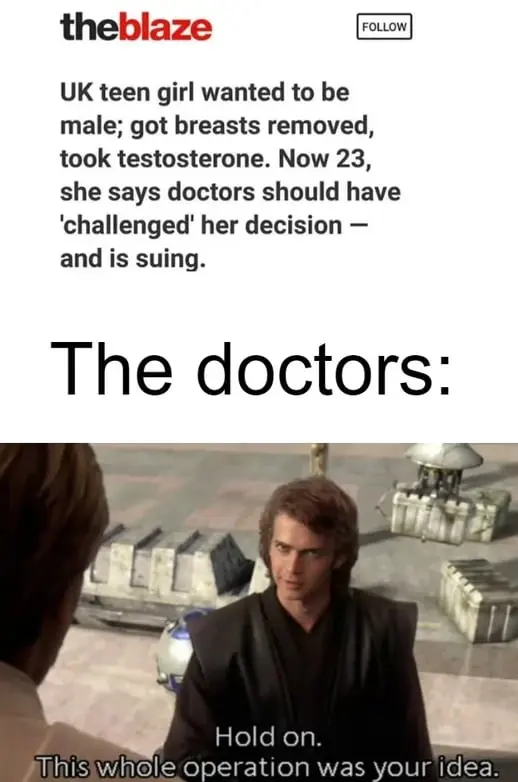 theblaze
FOLLOW
UK teen girl wanted to be
male; got breasts removed,
took testosterone. Now 23,
she says doctors should have
'challenged' her decision —
and is suing.
The doctors:
Hold on.
This whole operation was your idea.